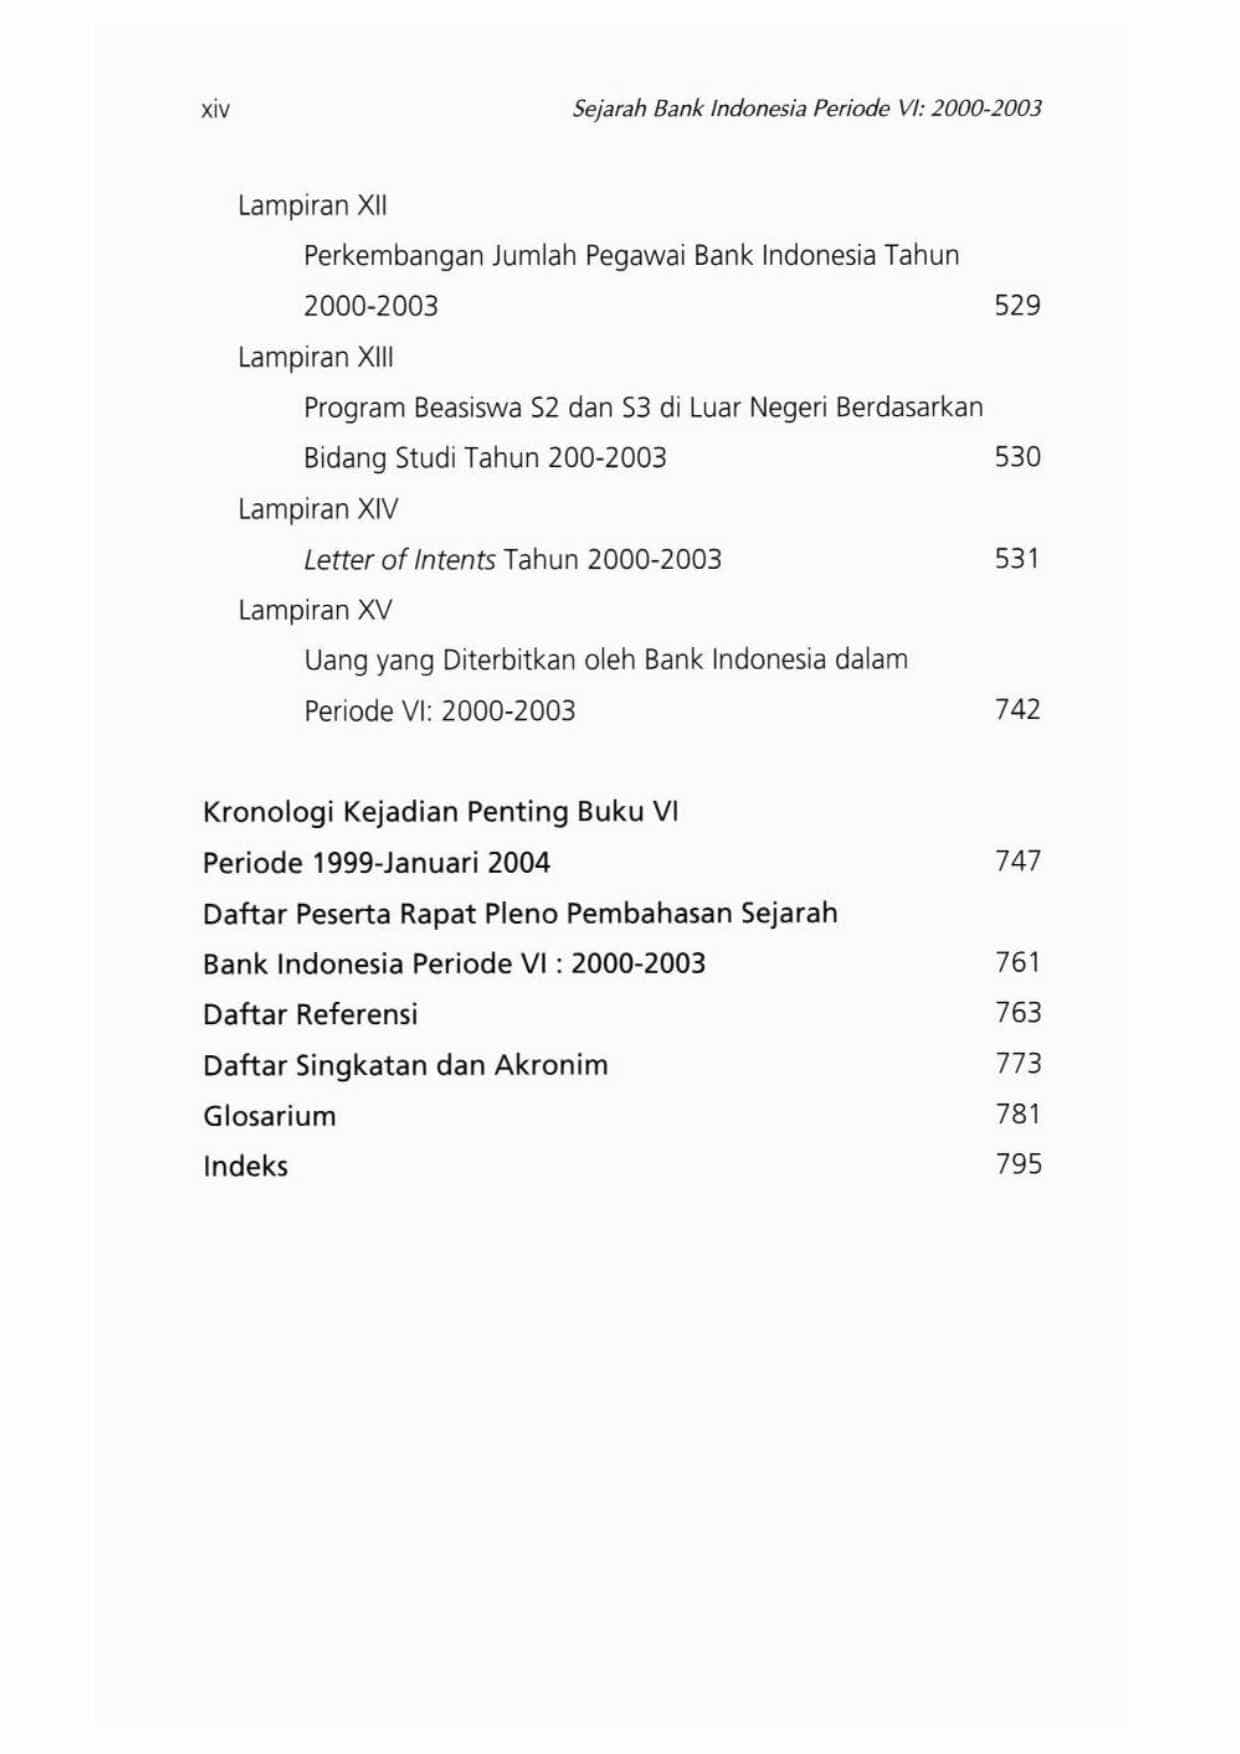 xiv
Sejarah Bank Indonesia Periode VI: 2000-2003
Lampiran XII
Perkembangan Jumlah Pegawai Bank Indonesia Tahun
2000-2003 529
Lampiran XIII
Program Beasiswa S2 dan S3 di Luar Negeri Berdasarkan
Bidang Studi Tahun 200-2003 530
Lampiran XIV
Letter of Intents Tahun 2000-2003 531
Lampiran XV
Uang yang Diterbitkan oleh Bank Indonesia dalam
Periode VI: 2000-2003 742
Kronologi Kejadian Penting Buku VI
Periode 1999-Januari 2004 747
Daftar Peserta Rapat Pleno Pembahasan Sejarah
Bank Indonesia Periode VI : 2000-2003 761
Daftar Referensi 763
Daftar Singkatan dan Akronim 773
Glosarium 781
Indeks 795